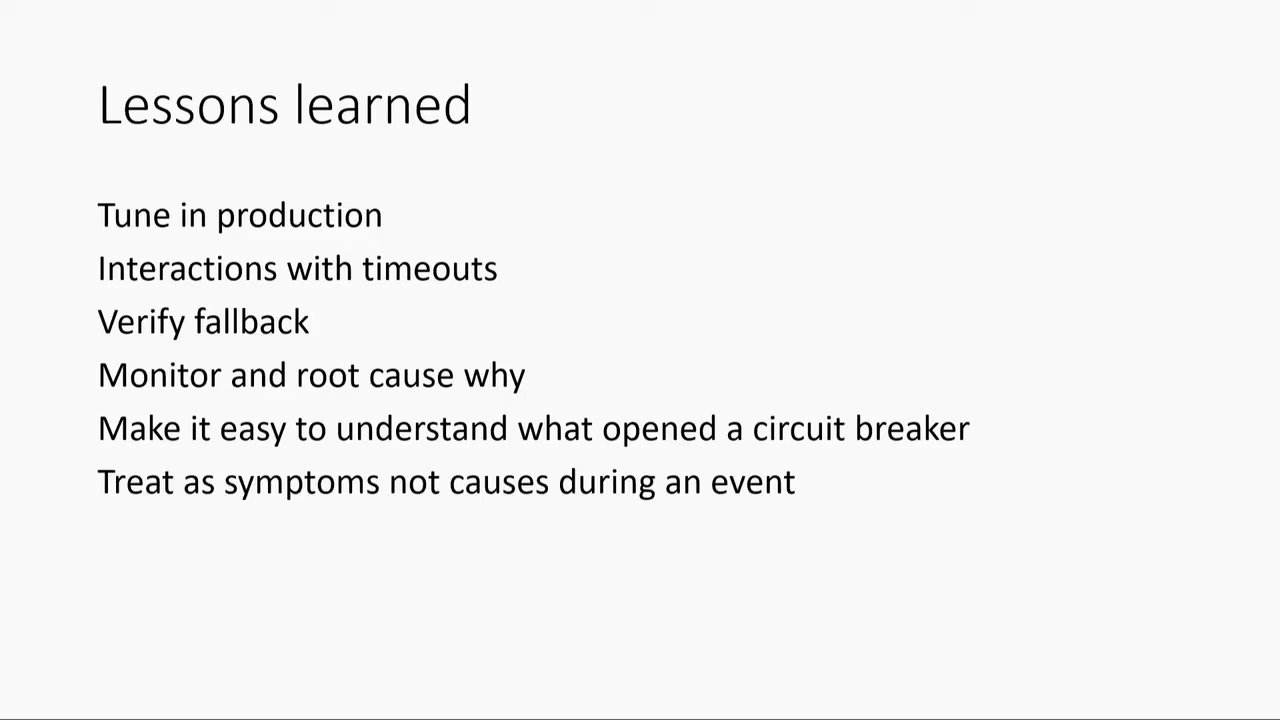 Lessons learned
Tune in production
Interactions with timeouts
Verify fallback
Monitor and root cause why
Make it easy to understand what opened a circuit breaker
Treat as symptoms not causes during an event